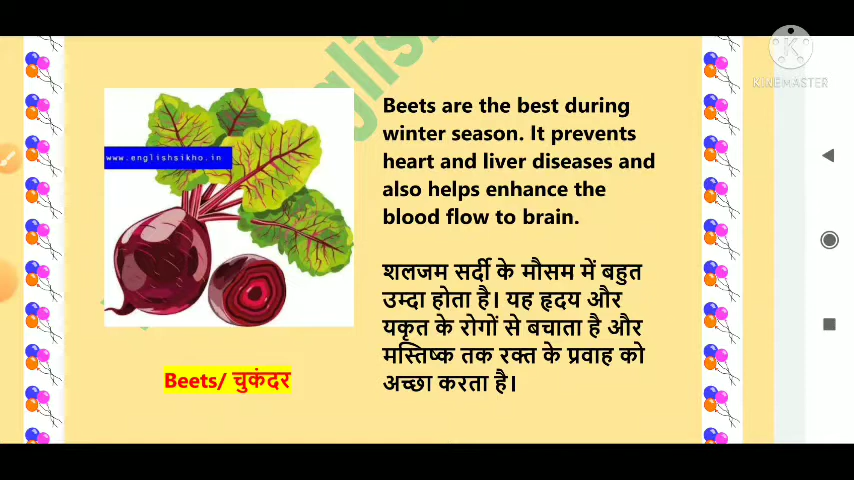 KINEMASTER
www.englishsikho.in
Beets are the best during
winter season. It prevents
heart and liver diseases and
also helps enhance the
blood flow to brain.
शलजम सर्दी के मौसम में बहुत
उम्दा होता है। यह हृदय और
यकृत के रोगों से बचाता है और
मस्तिष्क तक रक्त के प्रवाह को
अच्छा करता है।
Beets/ चुकंदर